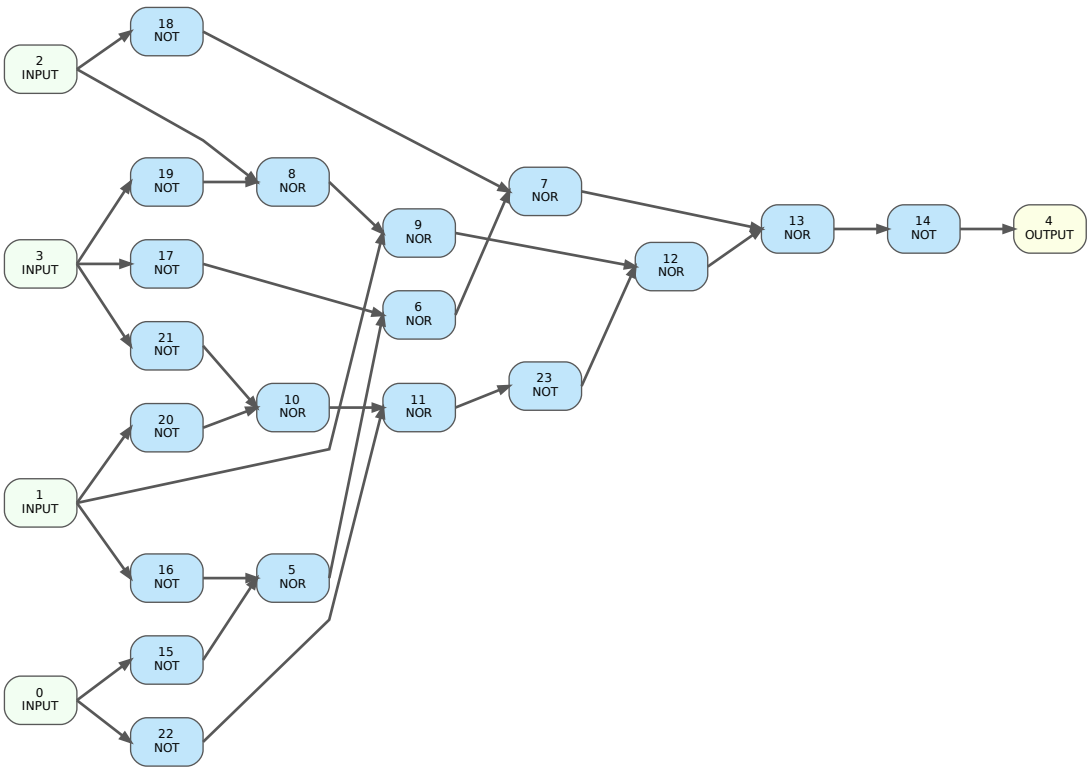 18
NOT
2
INPUT
19
NOT
8
NOR
7
NOR
9
NOR
13
NOR
14
NOT
4
OUTPUT
3
INPUT
17
NOT
12
NOR
6
NOR
21
NOT
23
NOT
10
NOR
11
NOR
20
NOT
1
INPUT
16
NOT
5
NOR
15
NOT
0
INPUT
22
NOT